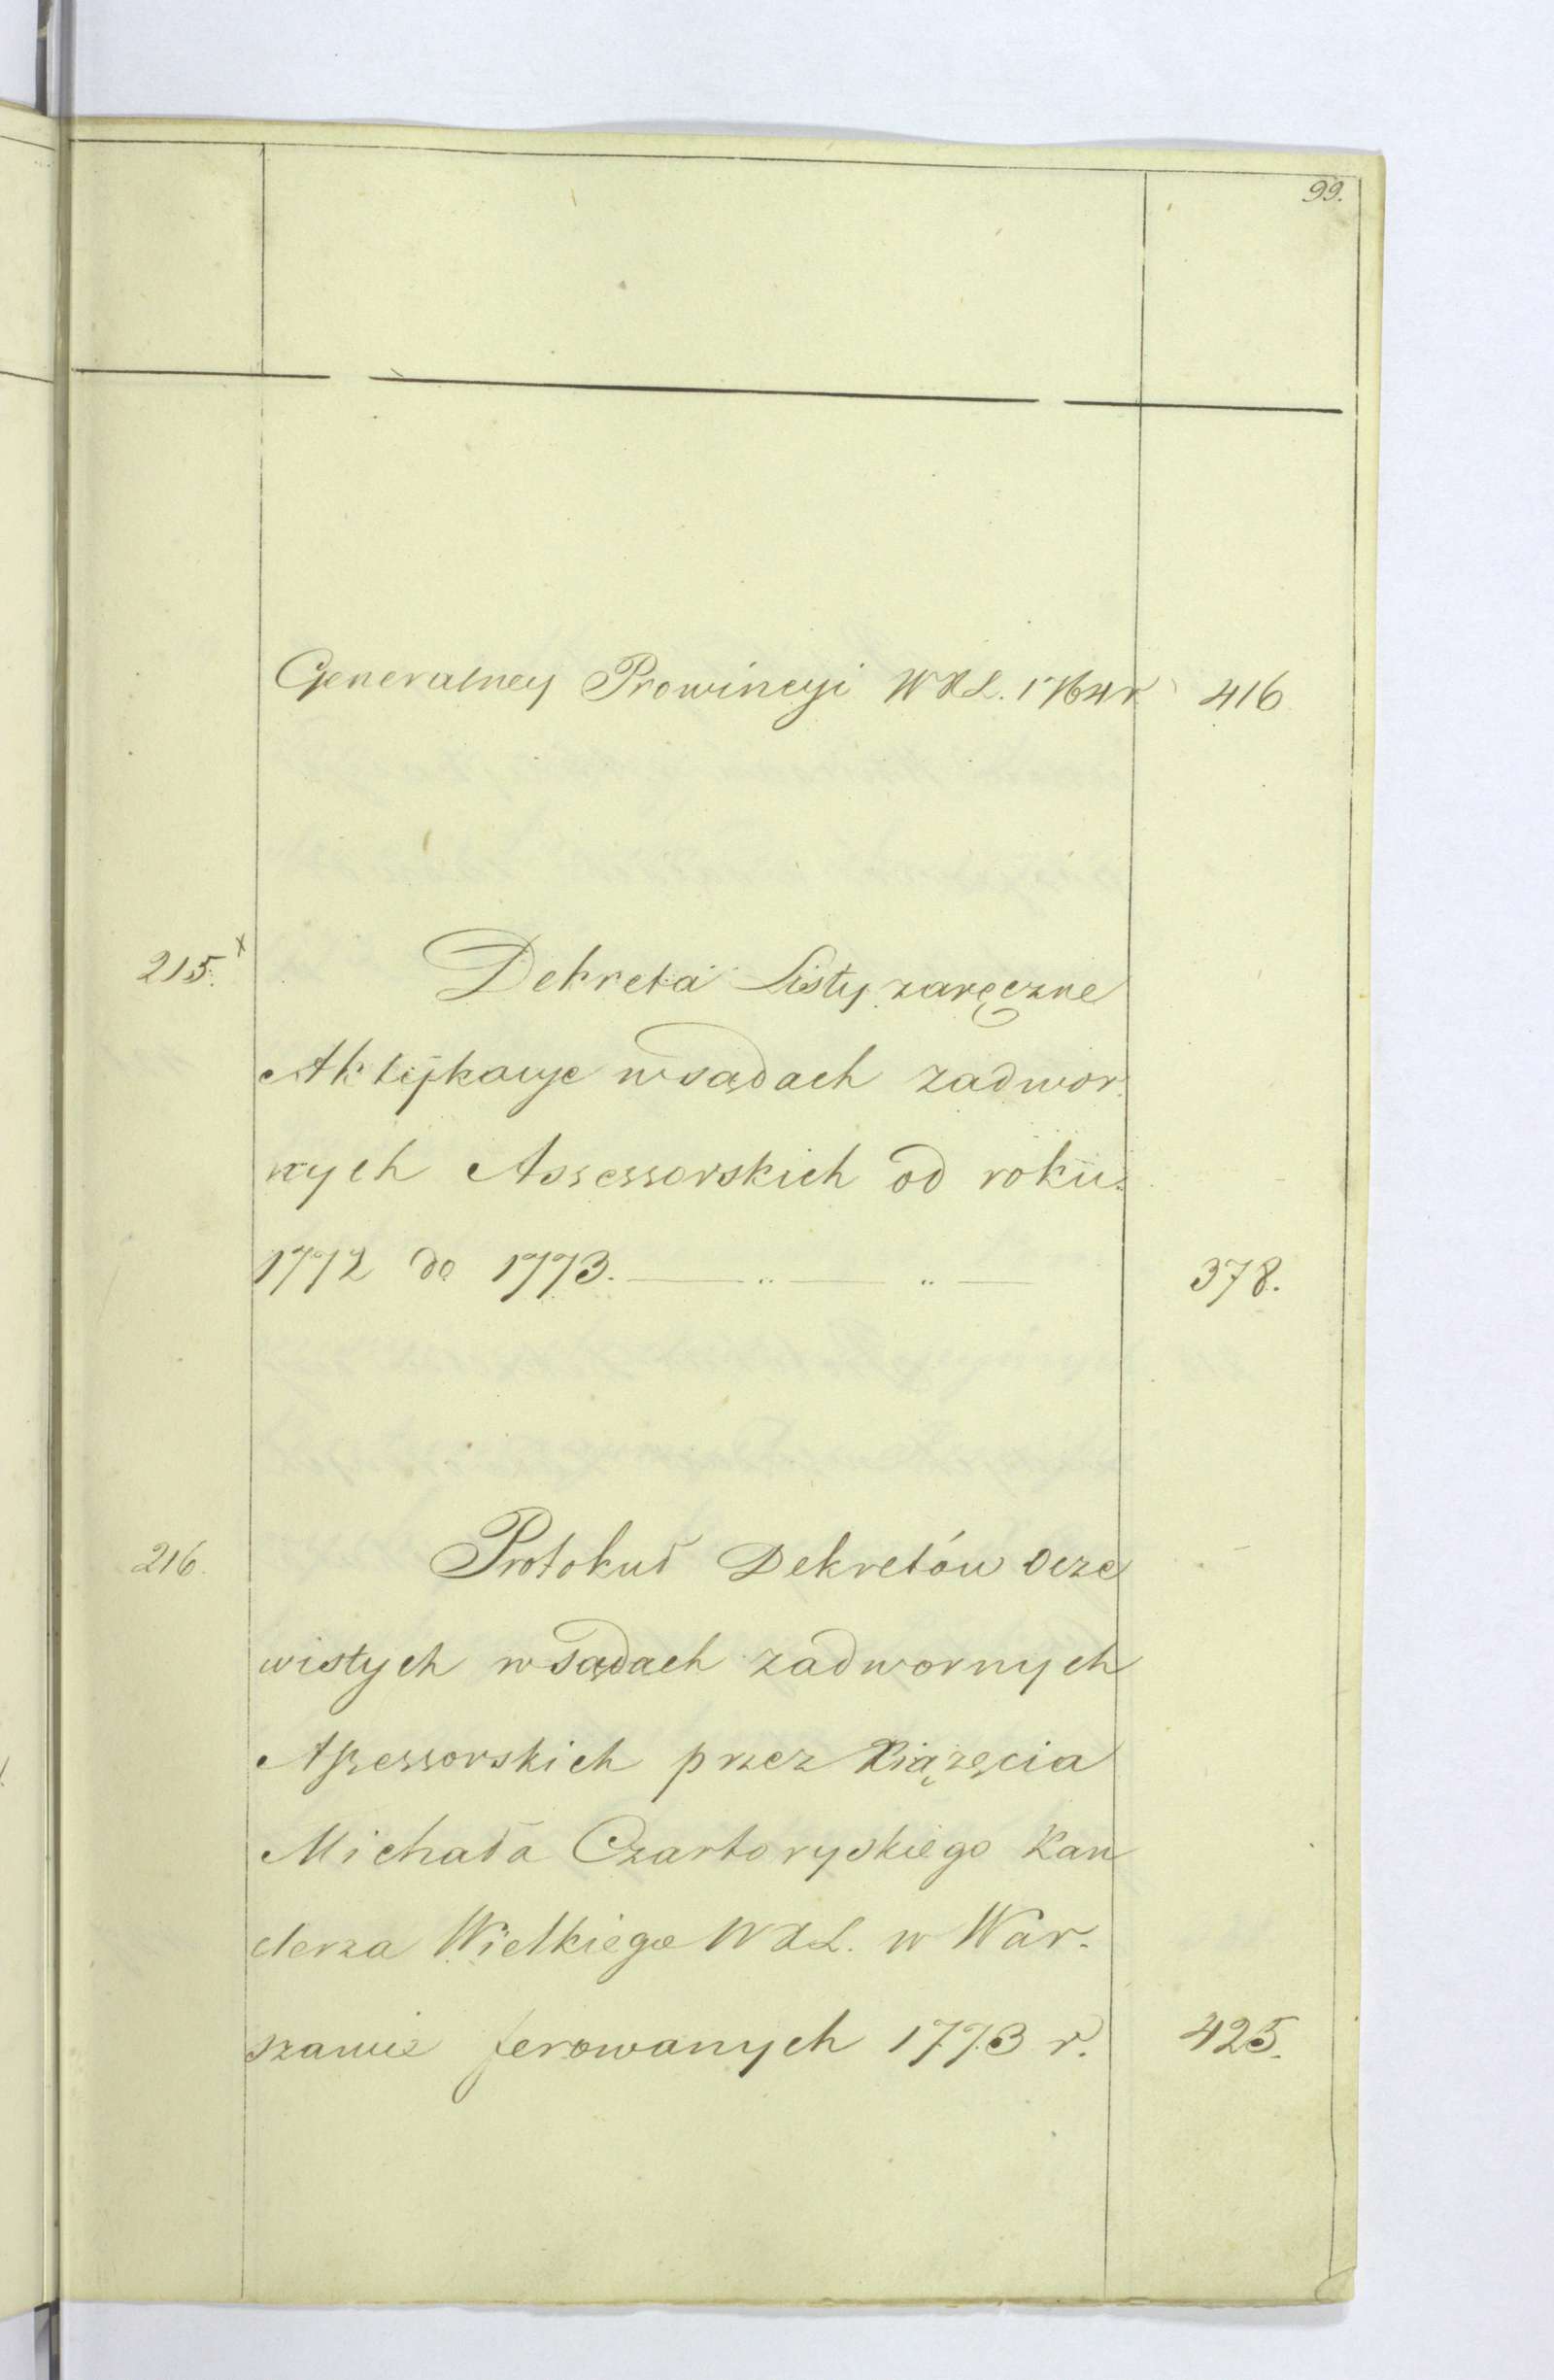 99.
Generalney Prowincyi WXL. 1764 r 416
215. x Dekreta Listy zaręczne
Aktykacye w sądach zadwor.
nych Assessorskich od roku
1772 do 1773. — .. — .. — 378.
216. Protokuł Dekretów Ocze
wistych w Sądach zadwornych
Assessorskich przez Xiążęcia
Michała Czartoryskiego Kan
clerza Wielkiego WXL. w War.
szawie ferowanych 1773 r. 425.